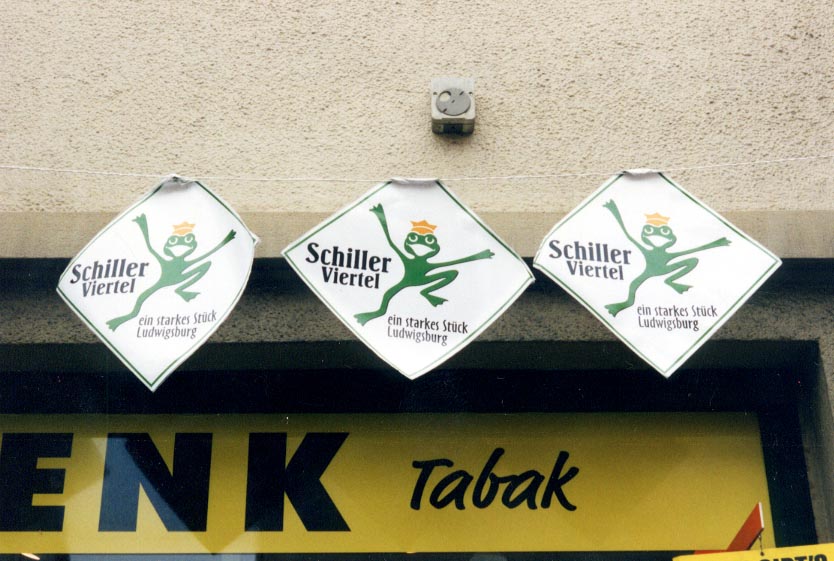 Schiller
Viertel
ein starkes Stück
Ludwigsburg
Schiller
Viertel
ein starkes Stück
Ludwigsburg
Schiller
Viertel
ein starkes Stück
Ludwigsburg
ENK Tabak